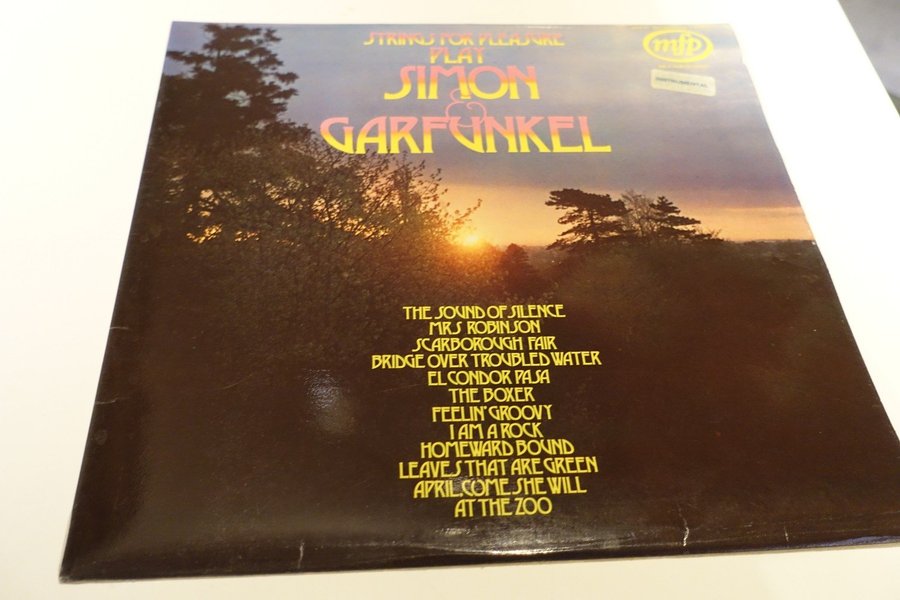 STRINGS FOR PLEASURE
PLAY
SIMON
&
GARFUNKEL
mfp
INSTRUMENTAL
THE SOUND OF SILENCE
MRS ROBINSON
SCARBOROUGH FAIR
BRIDGE OVER TROUBLED WATER
EL CONDOR PASA
THE BOXER
FEELIN' GROOVY
I AM A ROCK
HOMEWARD BOUND
LEAVES THAT ARE GREEN
APRIL COME SHE WILL
AT THE ZOO